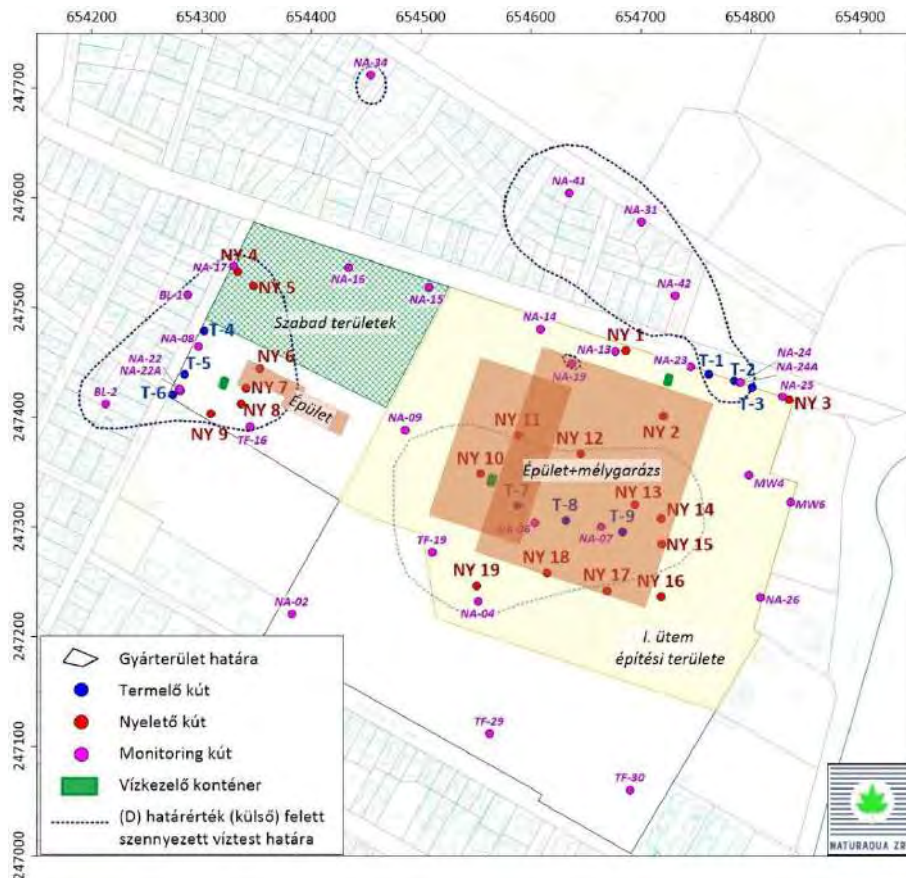 654200 654300 654400 654500 654600 654700 654800 654900
247700
247600
247500
247400
247300
247200
247100
247000
NA-34
NA-41
NA-31
NA-42
NY 4
NA-17
NY 5
NA-16
NA-15
BL-1
Szabad területek
NA-14
NY 1
T-4
NA-08
NA-13
NA-23
T-1
NA-24
T-2
NA-24A
NY 6
NA-22
T-5
NA-22A
NA-19
NA-25
T-6
NY 7
T-3
NY 3
BL-2
NY 8
Épület
NY 9
TF-16
NA-09
NY 11
NY 2
NY 12
NY 10
Épület+mélygarázs
MW4
T-7
NY 13
T-8
NY 14
MW6
NA-07
T-9
TF-19
NY 15
NY 19
NY 18
NY 17
NY 16
NA-04
NA-26
NA-02
I. ütem
építési területe
TF-29
TF-30
Gyárterület határa
Termelő kút
Nyelető kút
Monitoring kút
Vízkezelő konténer
(D) határérték (külső) felett
szennyezett víztest határa
NATURAQUA ZR